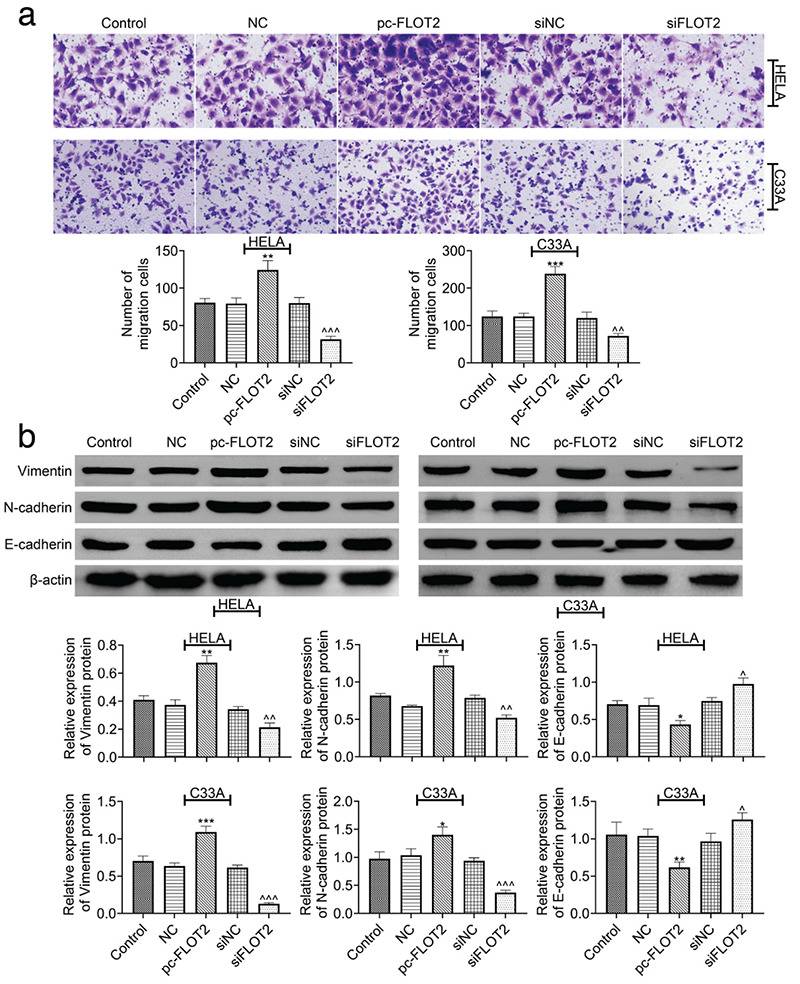 a
Control NC pc-FLOT2 siNC siFLOT2
HELA
C33A
HELA
Number of
migration cells
150
100
50
0
**
^^^
Control NC pc-FLOT2 siNC siFLOT2
C33A
Number of
migration cells
300
200
100
0
***
^^
Control NC pc-FLOT2 siNC siFLOT2
b
Control NC pc-FLOT2 siNC siFLOT2 Control NC pc-FLOT2 siNC siFLOT2
Vimentin
N-cadherin
E-cadherin
β-actin
HELA
C33A
HELA
Relative expression
of Vimentin protein
0.8
0.6
0.4
0.2
0.0
**
^^
HELA
Relative expression
of N-cadherin protein
1.5
1.0
0.5
0.0
**
^^
HELA
Relative expression
of E-cadherin protein
1.5
1.0
0.5
0.0
*
^
C33A
Relative expression
of Vimentin protein
1.5
1.0
0.5
0.0
***
^^^
Control NC pc-FLOT2 siNC siFLOT2
C33A
Relative expression
of N-cadherin protein
2.0
1.5
1.0
0.5
0.0
*
^^^
Control NC pc-FLOT2 siNC siFLOT2
C33A
Relative expression
of E-cadherin protein
1.5
1.0
0.5
0.0
**
^
Control NC pc-FLOT2 siNC siFLOT2